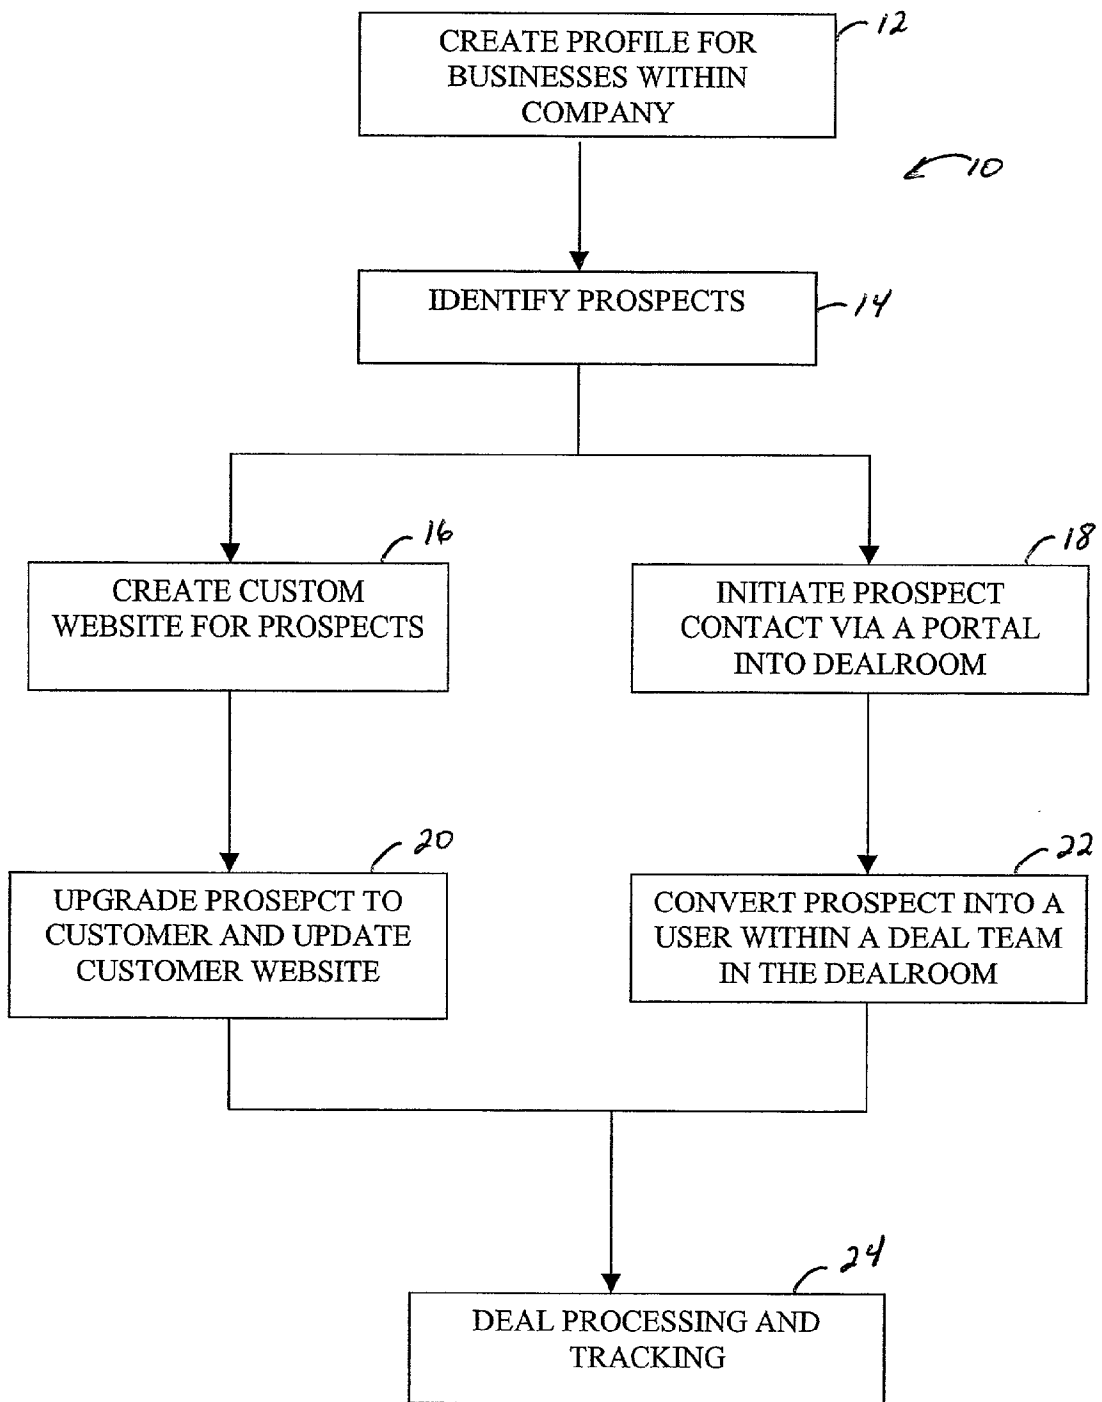 12
CREATE PROFILE FOR
BUSINESSES WITHIN
COMPANY
10
IDENTIFY PROSPECTS
14
16
CREATE CUSTOM
WEBSITE FOR PROSPECTS
18
INITIATE PROSPECT
CONTACT VIA A PORTAL
INTO DEALROOM
20
UPGRADE PROSEPCT TO
CUSTOMER AND UPDATE
CUSTOMER WEBSITE
22
CONVERT PROSPECT INTO A
USER WITHIN A DEAL TEAM
IN THE DEALROOM
24
DEAL PROCESSING AND
TRACKING